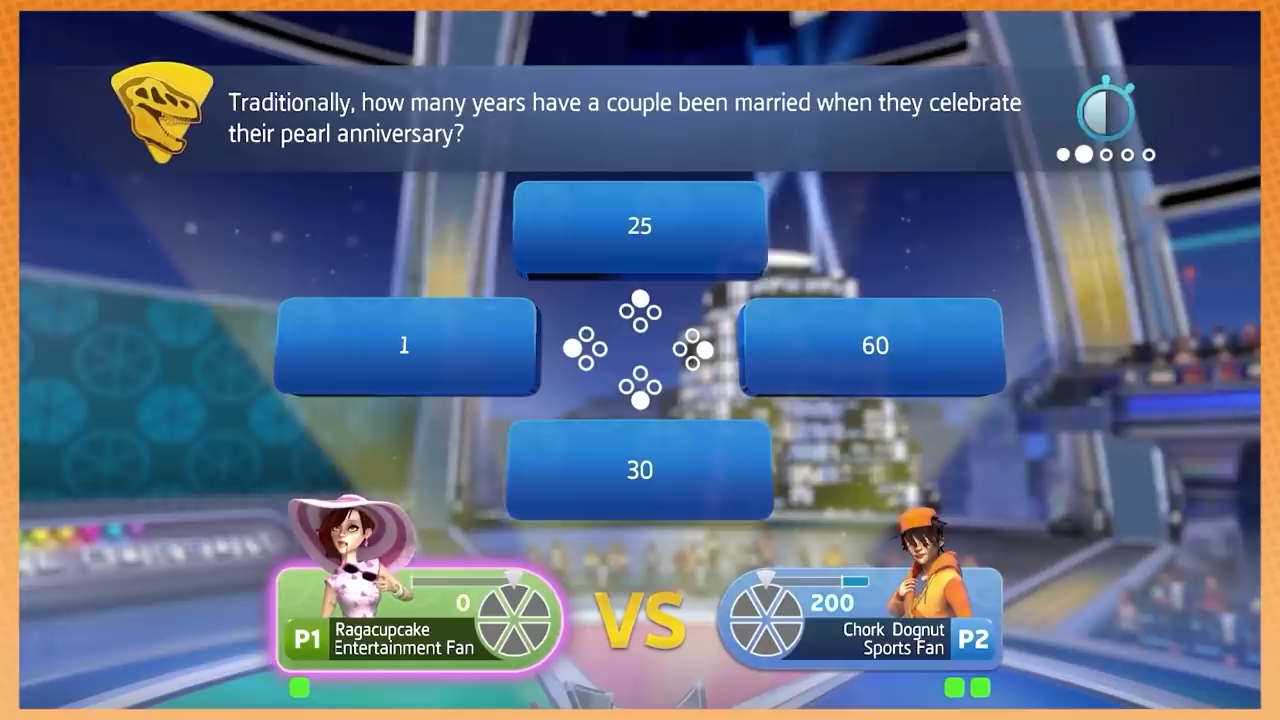 Traditionally, how many years have a couple been married when they celebrate
their pearl anniversary?
25
1
60
30
0
P1
Ragacupcake
Entertainment Fan
VS
200
Chork Dognut
Sports Fan
P2